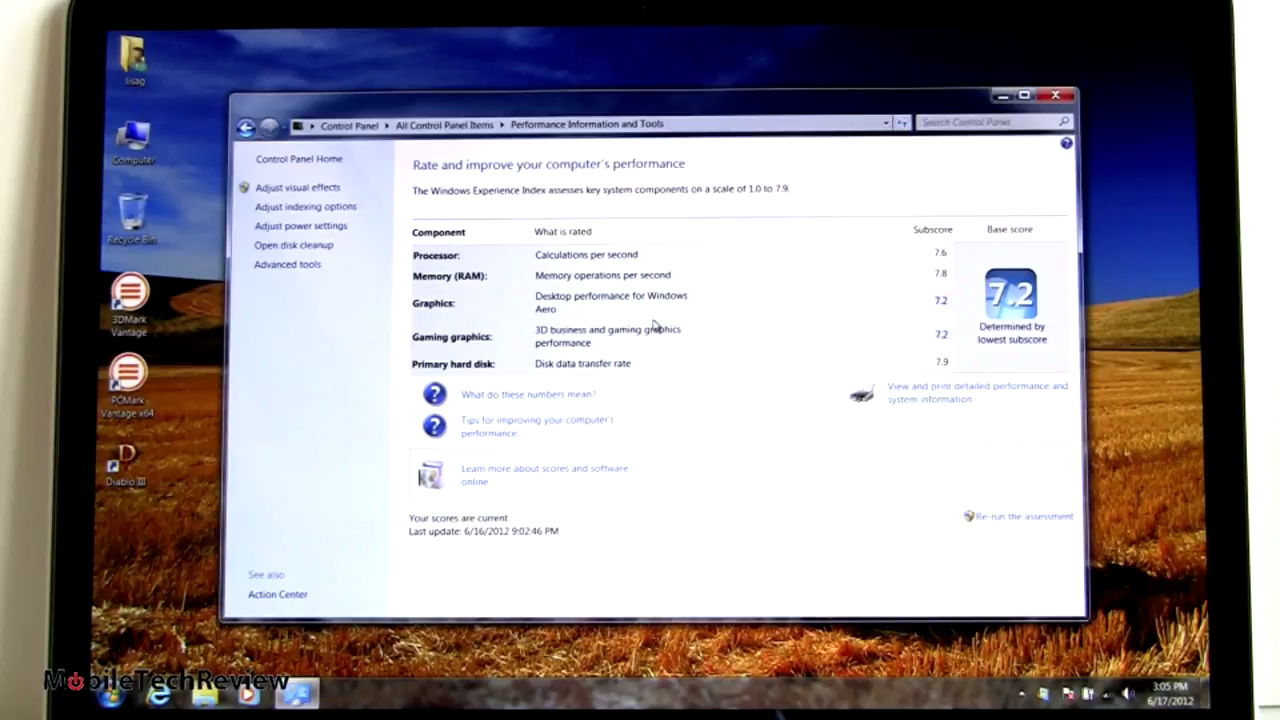 lisag
Computer
Recycle Bin
3DMark
Vantage
PCMark
Vantage x64
Diablo III
Control Panel
All Control Panel Items
Performance Information and Tools
Search Control Panel
Control Panel Home
Adjust visual effects
Adjust indexing options
Adjust power settings
Open disk cleanup
Advanced tools
See also
Action Center
Rate and improve your computer's performance
The Windows Experience Index assesses key system components on a scale of 1.0 to 7.9.
Component What is rated Subscore Base score
Processor: Calculations per second 7.6
Memory (RAM): Memory operations per second 7.8
Graphics: Desktop performance for Windows
Aero 7.2
Gaming graphics: 3D business and gaming graphics
performance 7.2
Primary hard disk: Disk data transfer rate 7.9
7.2
Determined by
lowest subscore
What do these numbers mean?
Tips for improving your computer's
performance.
View and print detailed performance and
system information
Learn more about scores and software
online
Your scores are current
Last update: 6/16/2012 9:02:46 PM
Re-run the assessment
MobileTechReview
3:05 PM
6/17/2012